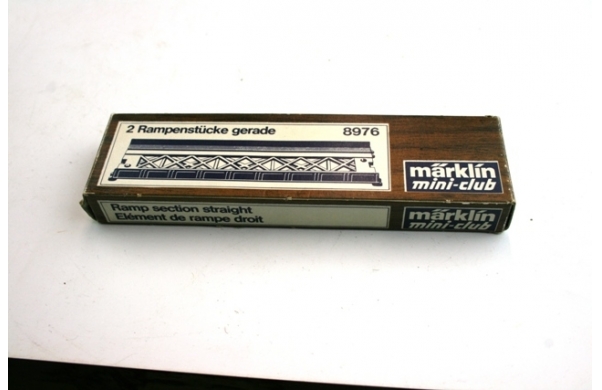 2 Rampenstücke gerade 8976
märklin
mini-club
Ramp section straight
Elément de rampe droit
märklin
mini-club